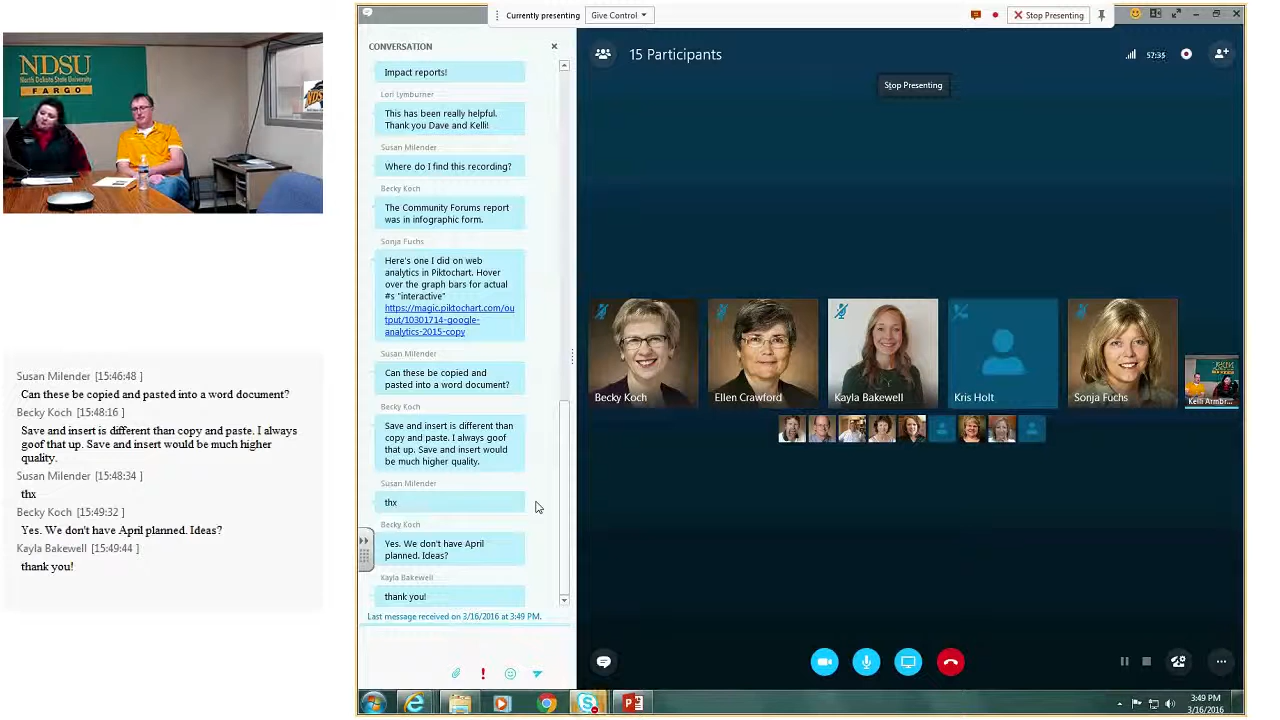 NDSU
North Dakota State University
FARGO
Susan Milender [15:46:48 ]
Can these be copied and pasted into a word document?
Becky Koch [15:48:16 ]
Save and insert is different than copy and paste. I always
goof that up. Save and insert would be much higher
quality.
Susan Milender [15:48:34 ]
thx
Becky Koch [15:49:32 ]
Yes. We don't have April planned. Ideas?
Kayla Bakewell [15:49:44 ]
thank you!
Currently presenting
Give Control
Stop Presenting
CONVERSATION
Impact reports!
Lori Lymburner
This has been really helpful.
Thank you Dave and Kelli!
Susan Milender
Where do I find this recording?
Becky Koch
The Community Forums report
was in infographic form.
Sonja Fuchs
Here's one I did on web
analytics in Piktochart. Hover
over the graph bars for actual
#s "interactive"
https://magic.piktochart.com/ou
tput/10301714-google-
analytics-2015-copy
Susan Milender
Can these be copied and
pasted into a word document?
Becky Koch
Save and insert is different than
copy and paste. I always goof
that up. Save and insert would
be much higher quality.
Susan Milender
thx
Becky Koch
Yes. We don't have April
planned. Ideas?
Kayla Bakewell
thank you!
Last message received on 3/16/2016 at 3:49 PM.
15 Participants
57:35
Stop Presenting
Becky Koch
Ellen Crawford
Kayla Bakewell
Kris Holt
Sonja Fuchs
Kelli Armbr...
3:49 PM
3/16/2016